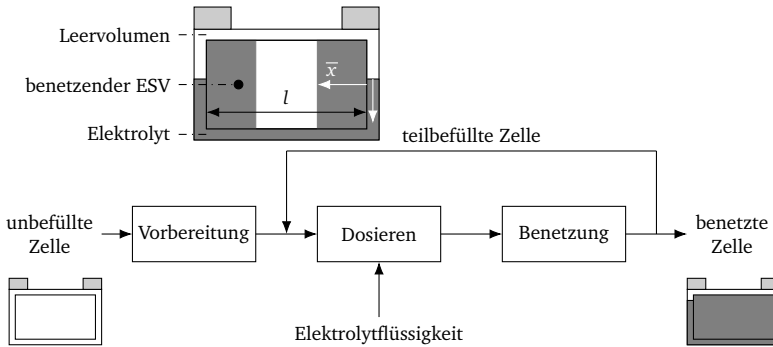 Leervolumen
benetzender ESV
Elektrolyt
x̅
l
teilbefüllte Zelle
unbefüllte
Zelle
Vorbereitung
Dosieren
Benetzung
benetzte
Zelle
Elektrolytflüssigkeit